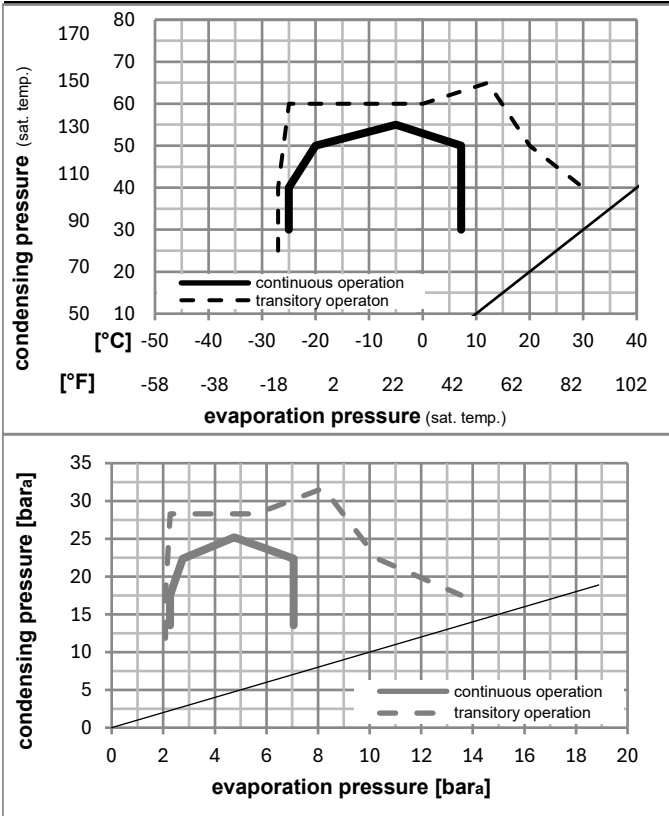 condensing pressure (sat. temp.)
170 80
70
150 60
130 50
110 40
90 30
70 20
50 10
continuous operation
transitory operaton
[°C] -50 -40 -30 -20 -10 0 10 20 30 40
[°F] -58 -38 -18 2 22 42 62 82 102
evaporation pressure (sat. temp.)
condensing pressure [bara]
35
30
25
20
15
10
5
0
continuous operation
transitory operation
0 2 4 6 8 10 12 14 16 18 20
evaporation pressure [bara]